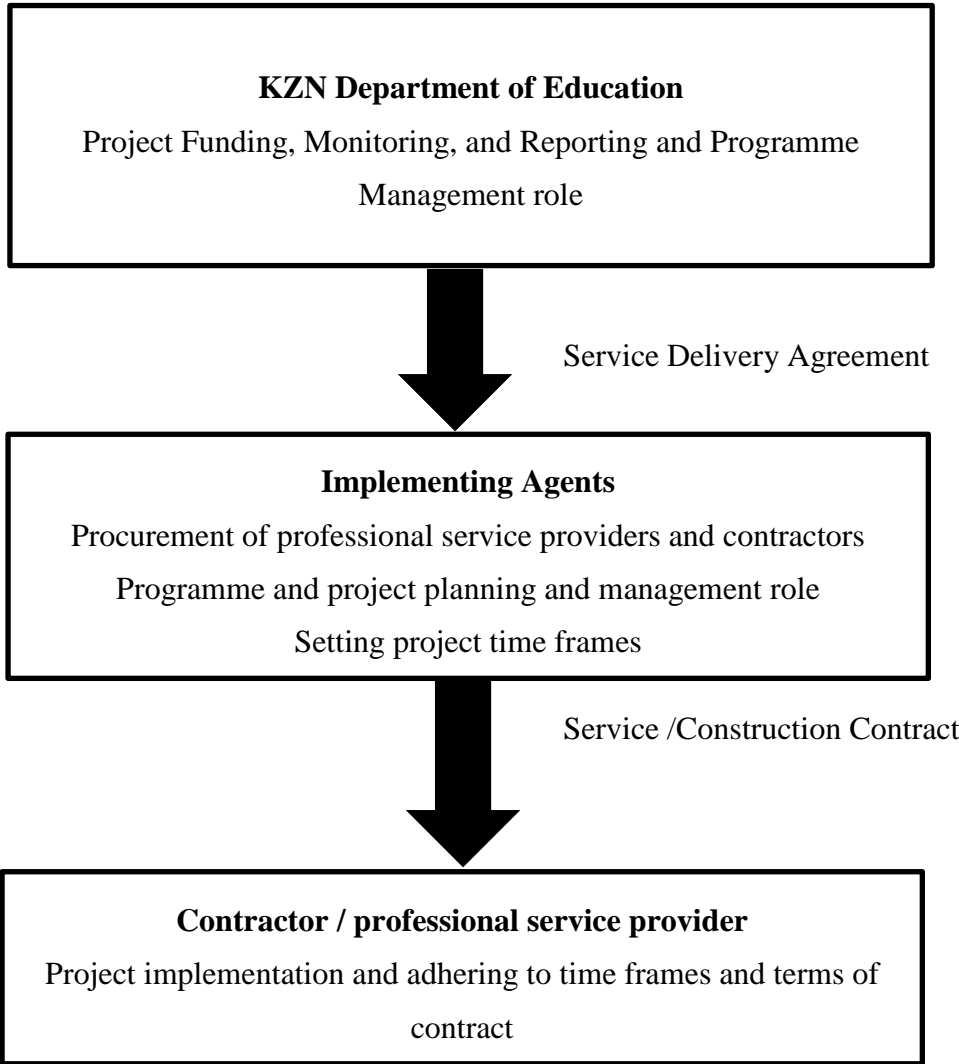 KZN Department of Education
Project Funding, Monitoring, and Reporting and Programme
Management role
Service Delivery Agreement
Implementing Agents
Procurement of professional service providers and contractors
Programme and project planning and management role
Setting project time frames
Service /Construction Contract
Contractor / professional service provider
Project implementation and adhering to time frames and terms of
contract